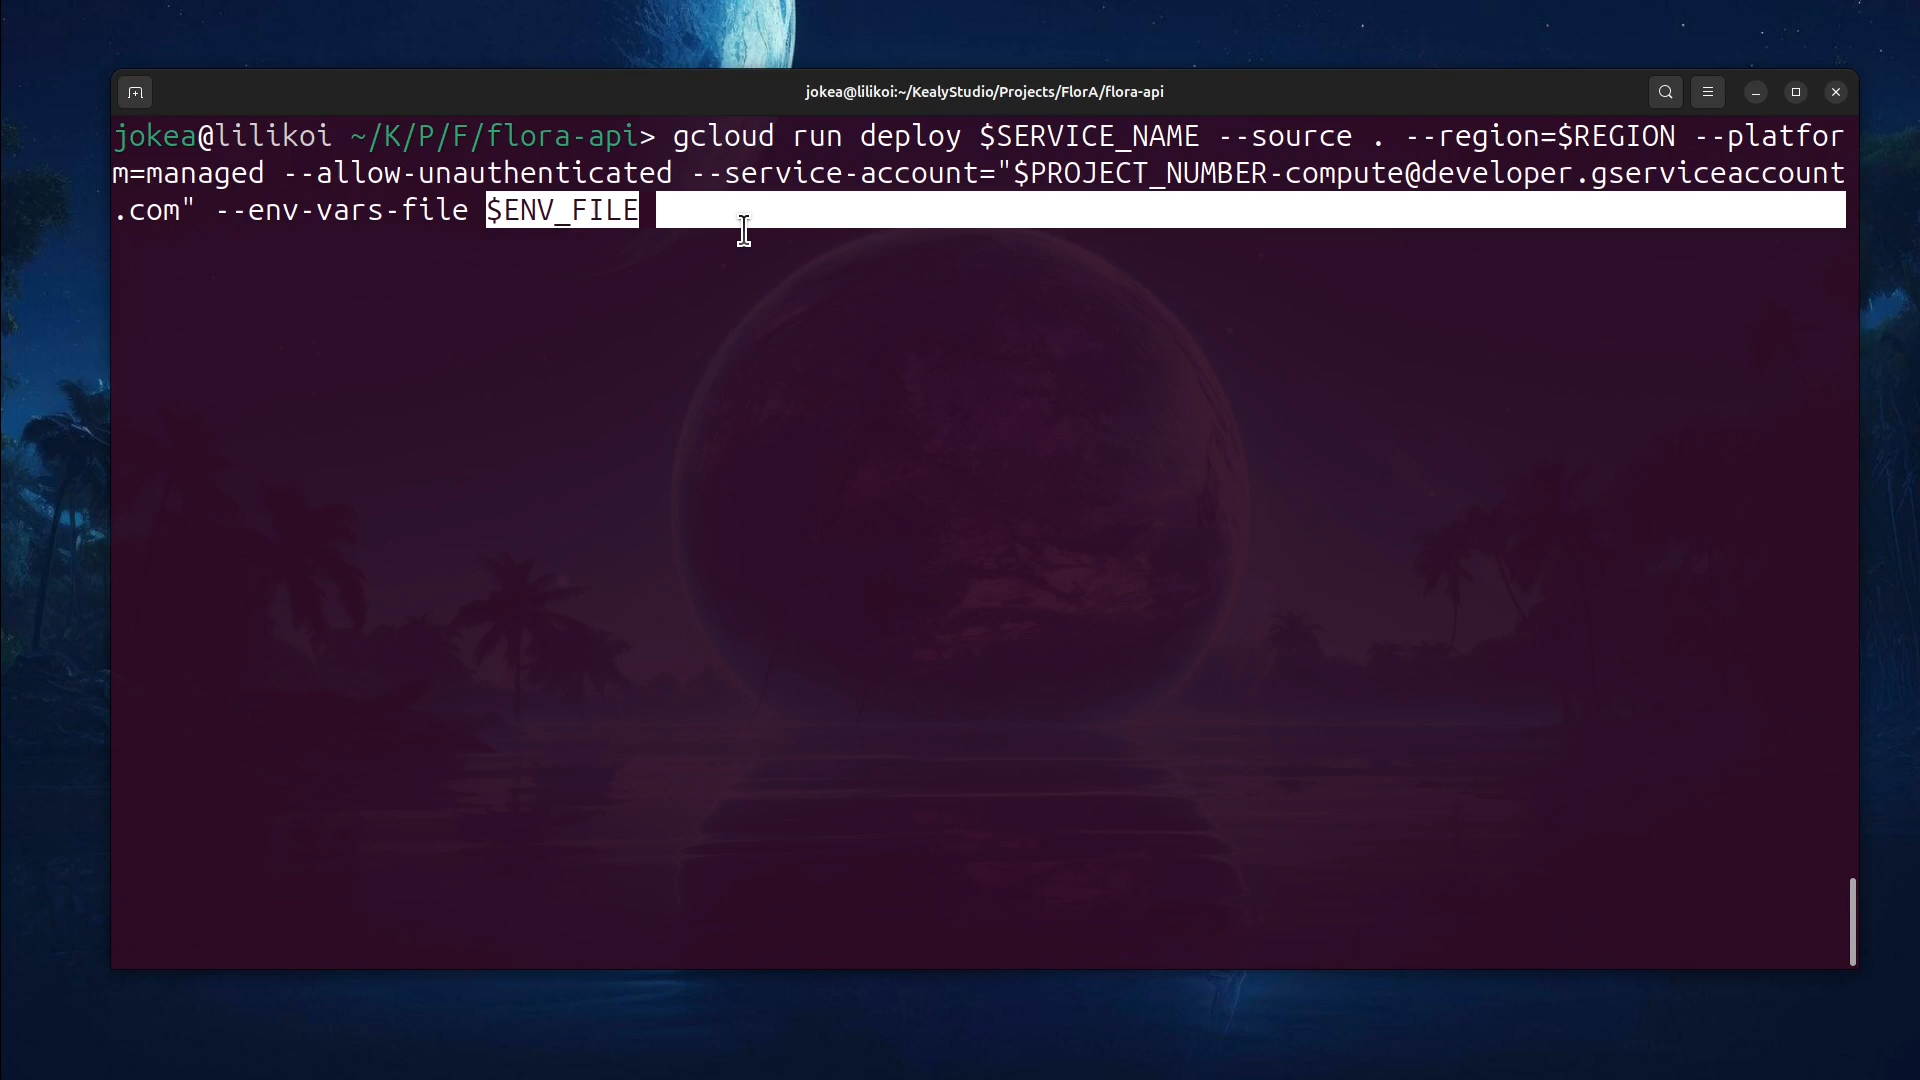 jokea@lilikoi:~/KealyStudio/Projects/FlorA/flora-api
jokea@lilikoi ~/K/P/F/flora-api> gcloud run deploy $SERVICE_NAME --source . --region=$REGION --platfor
m=managed --allow-unauthenticated --service-account="$PROJECT_NUMBER-compute@developer.gserviceaccount
.com" --env-vars-file $ENV_FILE